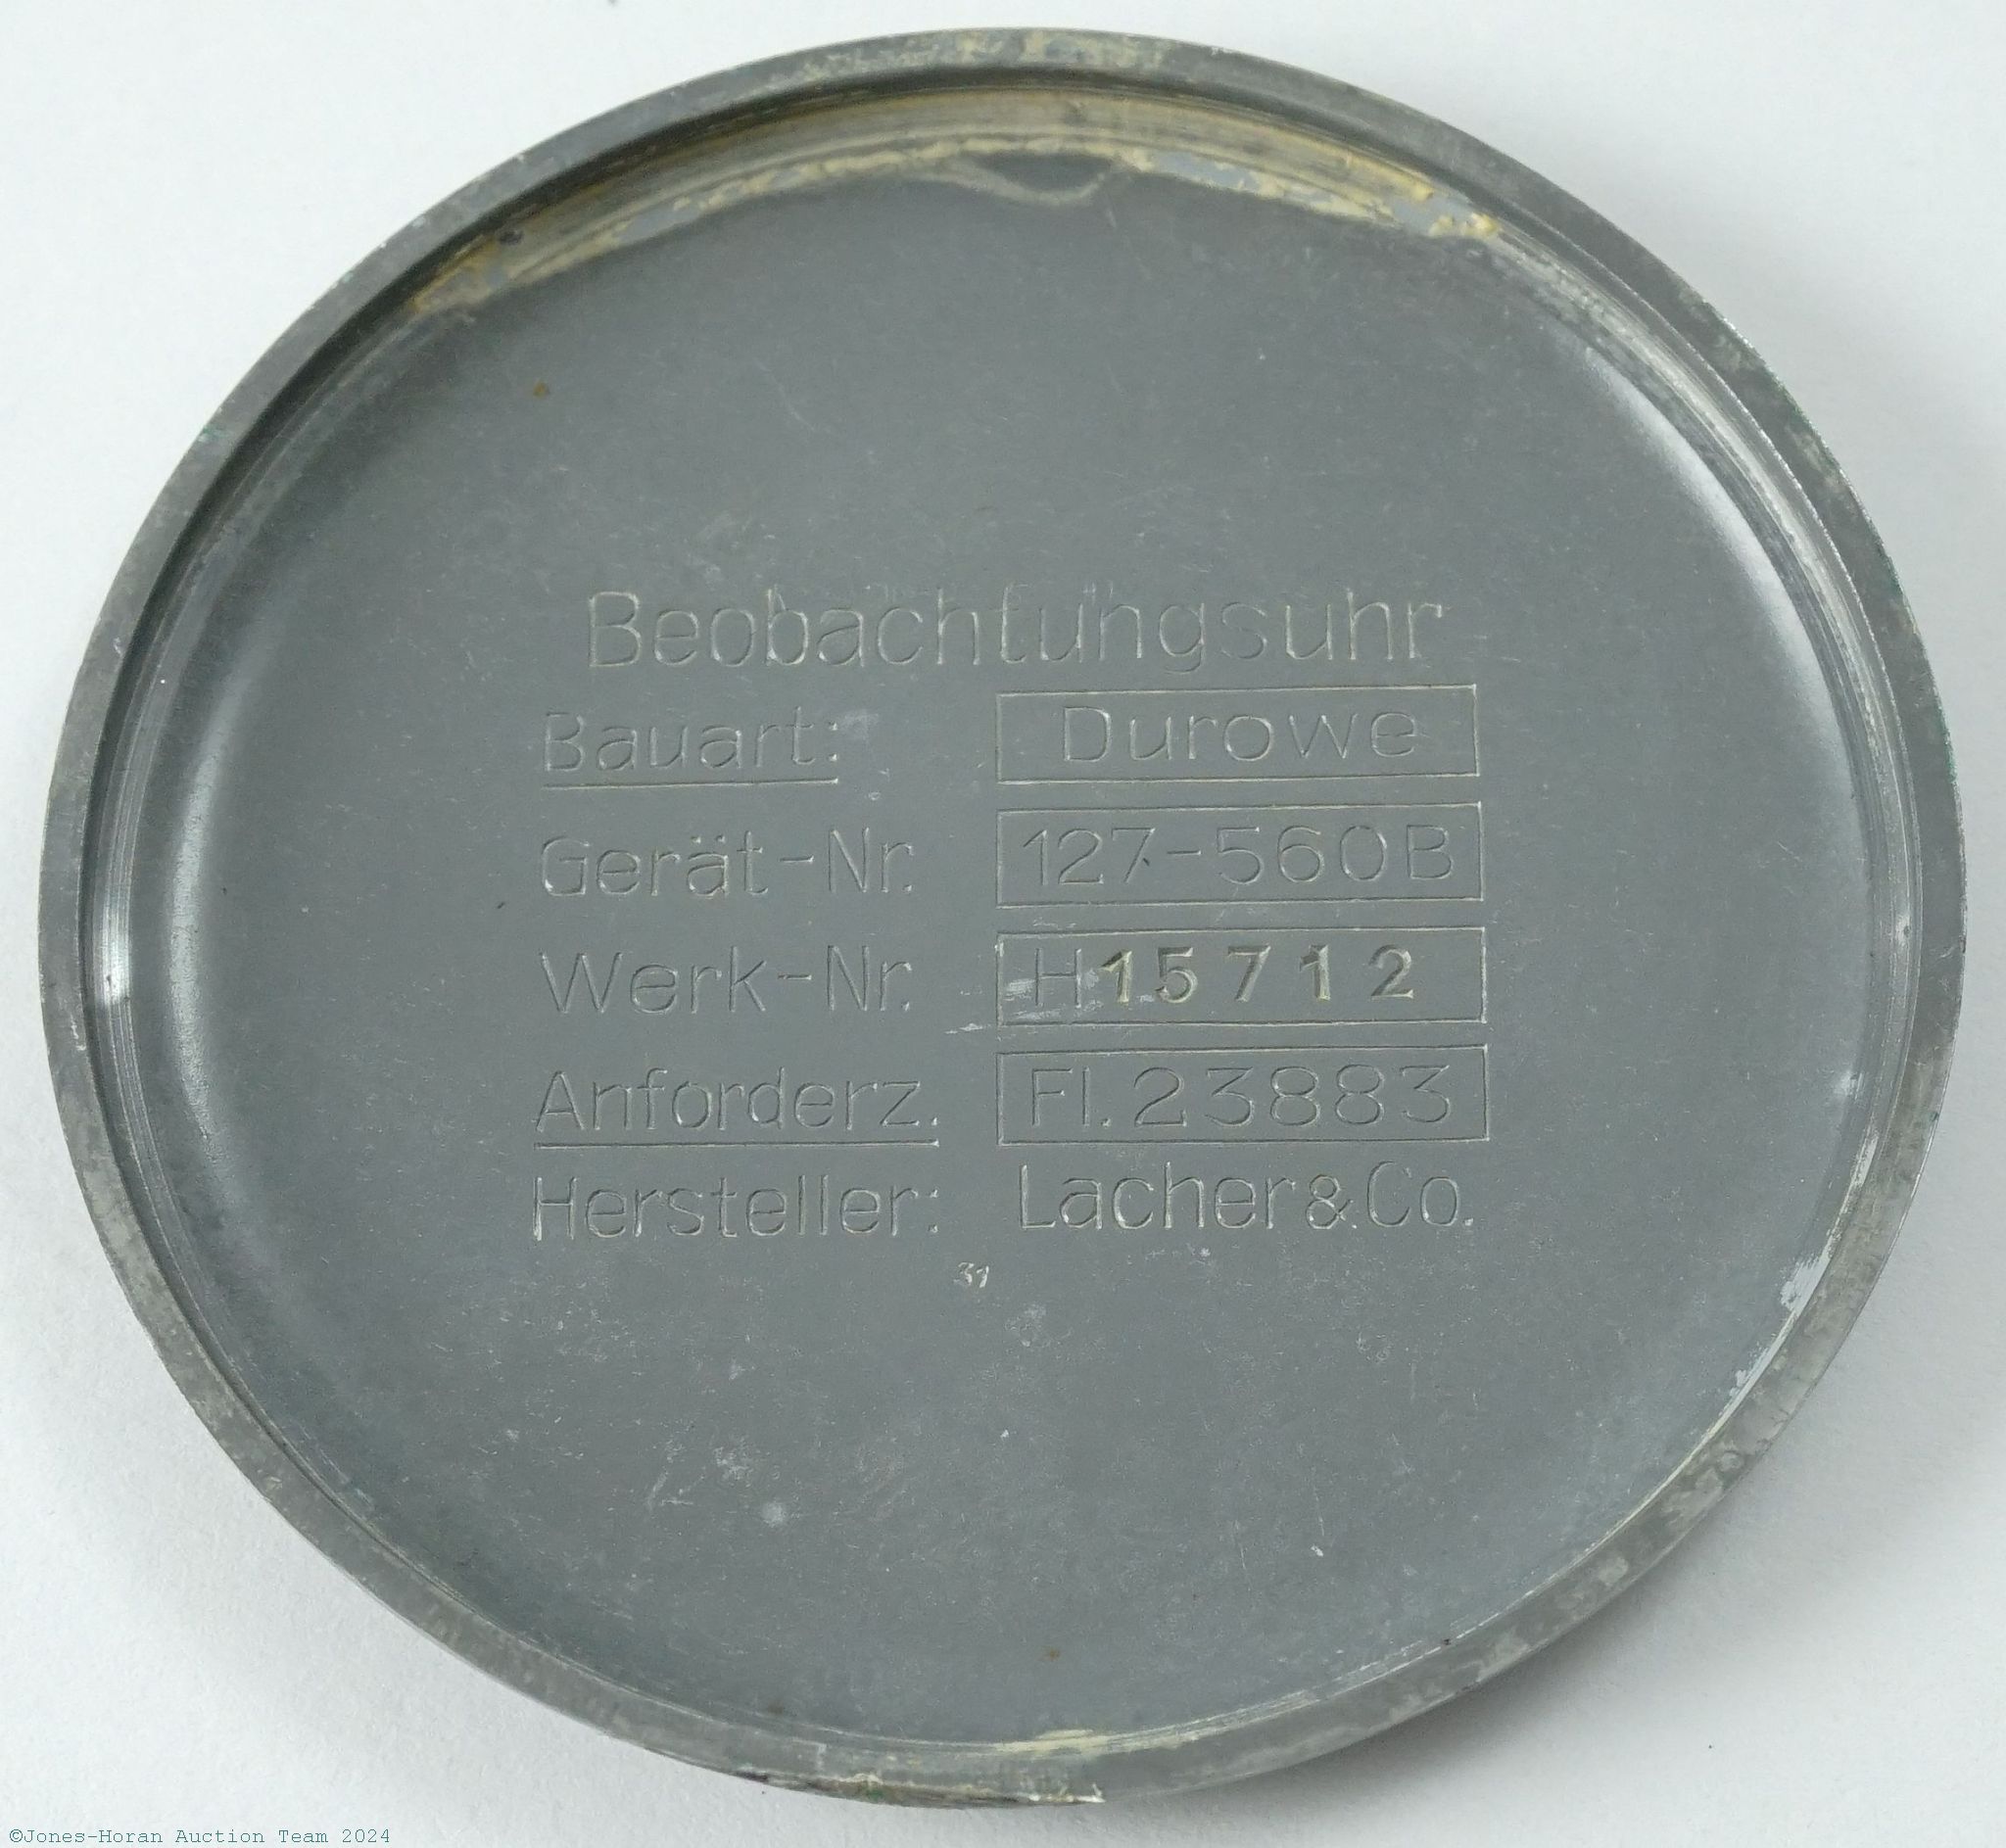 Beobachtungsuhr
Bauart: Durowe
Gerät-Nr. 127-560B
Werk-Nr. H 15712
Anforderz. Fl. 23883
Hersteller: Lacher & Co.
31
©Jones-Horan Auction Team 2024